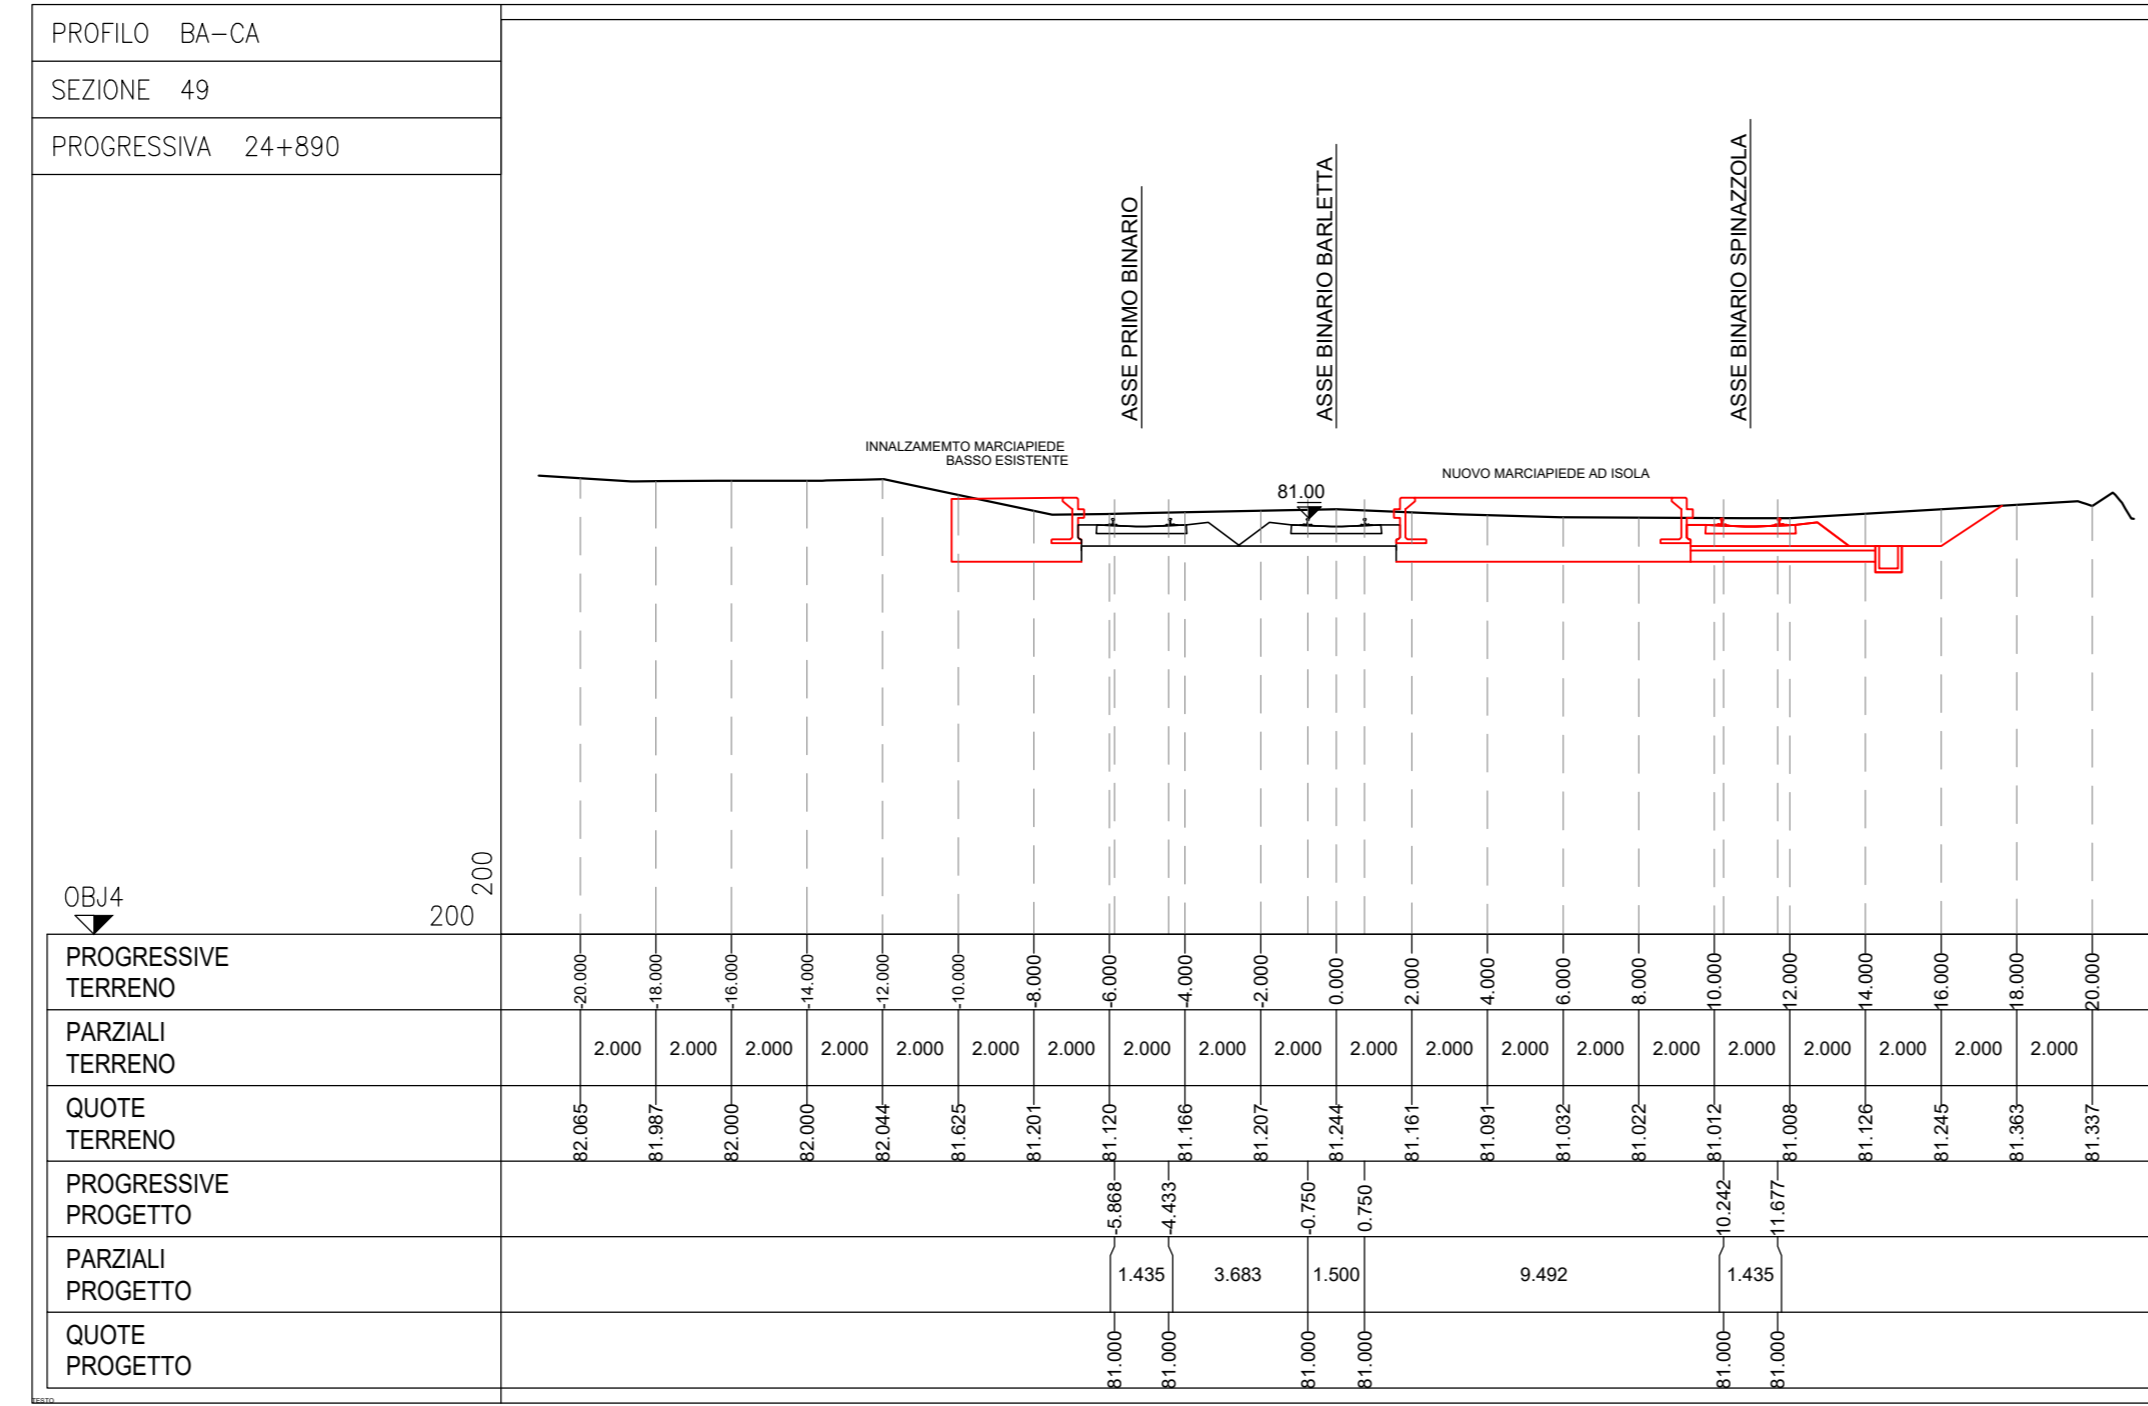 PROFILO BA-CA
SEZIONE 49
PROGRESSIVA 24+890
ASSE PRIMO BINARIO
ASSE BINARIO BARLETTA
ASSE BINARIO SPINAZZOLA
INNALZAMEMTO MARCIAPIEDE
BASSO ESISTENTE
NUOVO MARCIAPIEDE AD ISOLA
81.00
OBJ4
200
200
PROGRESSIVE
TERRENO
-20.000 -18.000 -16.000 -14.000 -12.000 -10.000 -8.000 -6.000 -4.000 -2.000 0.000 2.000 4.000 6.000 8.000 10.000 12.000 14.000 16.000 18.000 20.000
PARZIALI
TERRENO
2.000 2.000 2.000 2.000 2.000 2.000 2.000 2.000 2.000 2.000 2.000 2.000 2.000 2.000 2.000 2.000 2.000 2.000 2.000 2.000
QUOTE
TERRENO
82.065 81.987 82.000 82.000 82.044 81.625 81.201 81.120 81.166 81.207 81.244 81.161 81.091 81.032 81.022 81.012 81.008 81.126 81.245 81.363 81.337
PROGRESSIVE
PROGETTO
-5.868 -4.433 -0.750 0.750 10.242 11.677
PARZIALI
PROGETTO
1.435 3.683 1.500 9.492 1.435
QUOTE
PROGETTO
81.000 81.000 81.000 81.000 81.000 81.000
TESTO